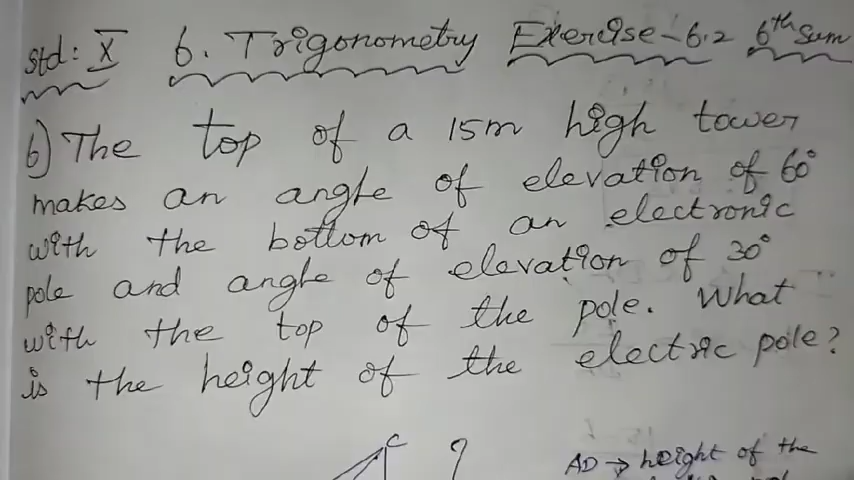 Std: X 6. Trigonometry Exercise-6.2 6th Sum
6) The top of a 15m high tower
makes an angle of elevation of 60°
with the bottom of an electronic
pole and angle of elevation of 30°
with the top of the pole. What
is the height of the electric pole?
C ?
AD → height of the